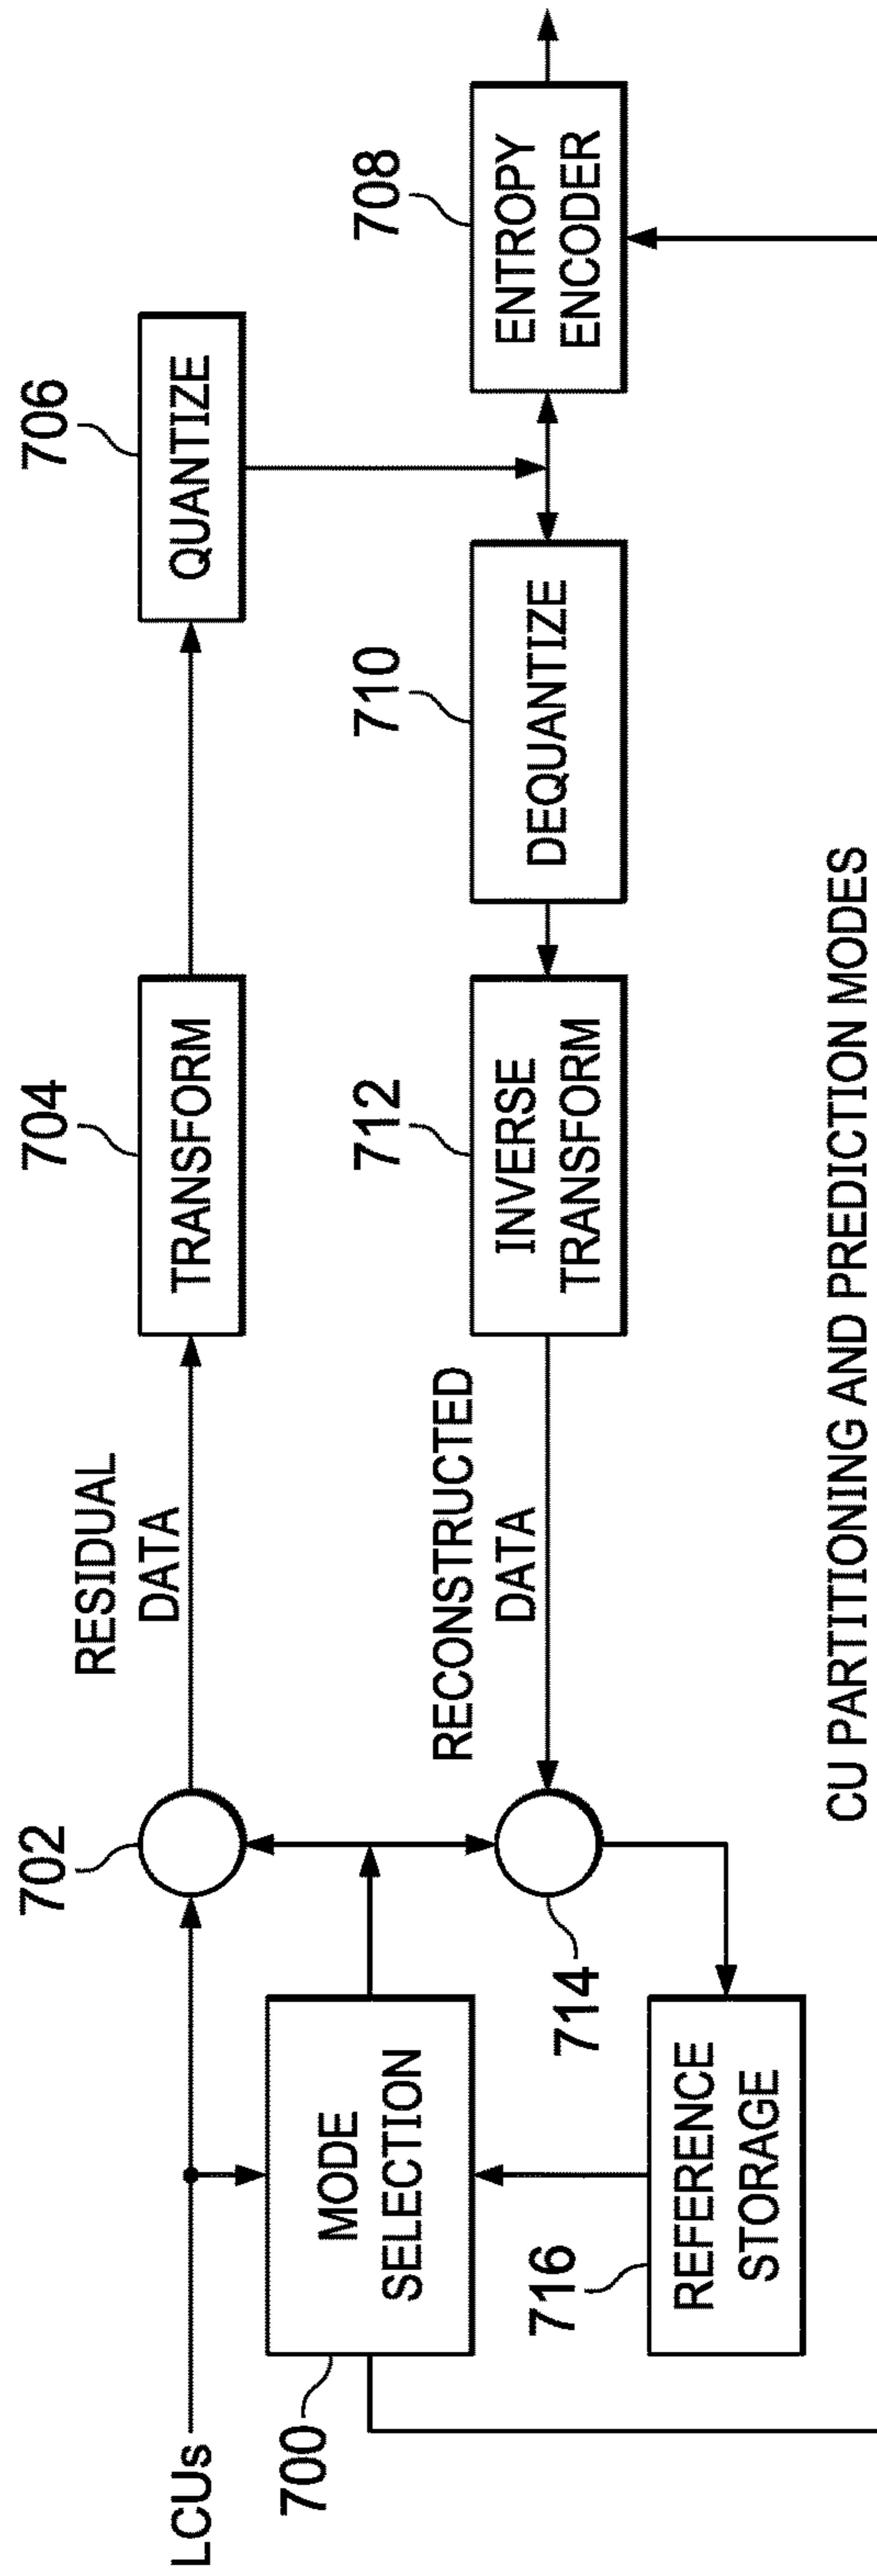 LCUs
700
MODE
SELECTION
716
REFERENCE
STORAGE
702
714
RESIDUAL
DATA
RECONSTRUCTED
DATA
704
TRANSFORM
712
INVERSE
TRANSFORM
706
QUANTIZE
710
DEQUANTIZE
708
ENTROPY
ENCODER
CU PARTITIONING AND PREDICTION MODES